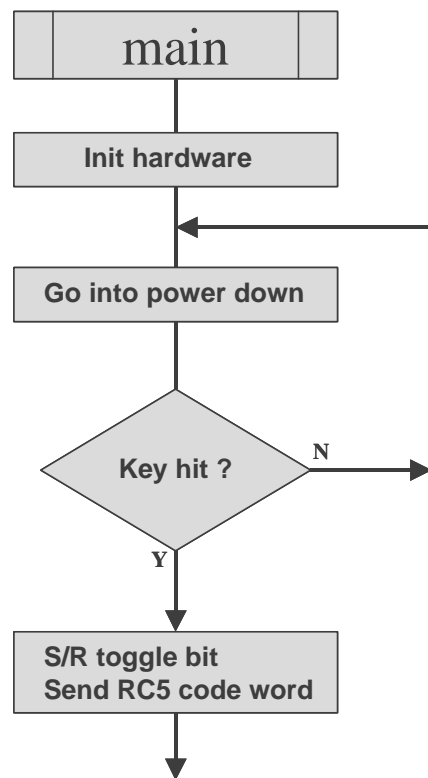 main
Init hardware
Go into power down
Key hit ?
N
Y
S/R toggle bit
Send RC5 code word